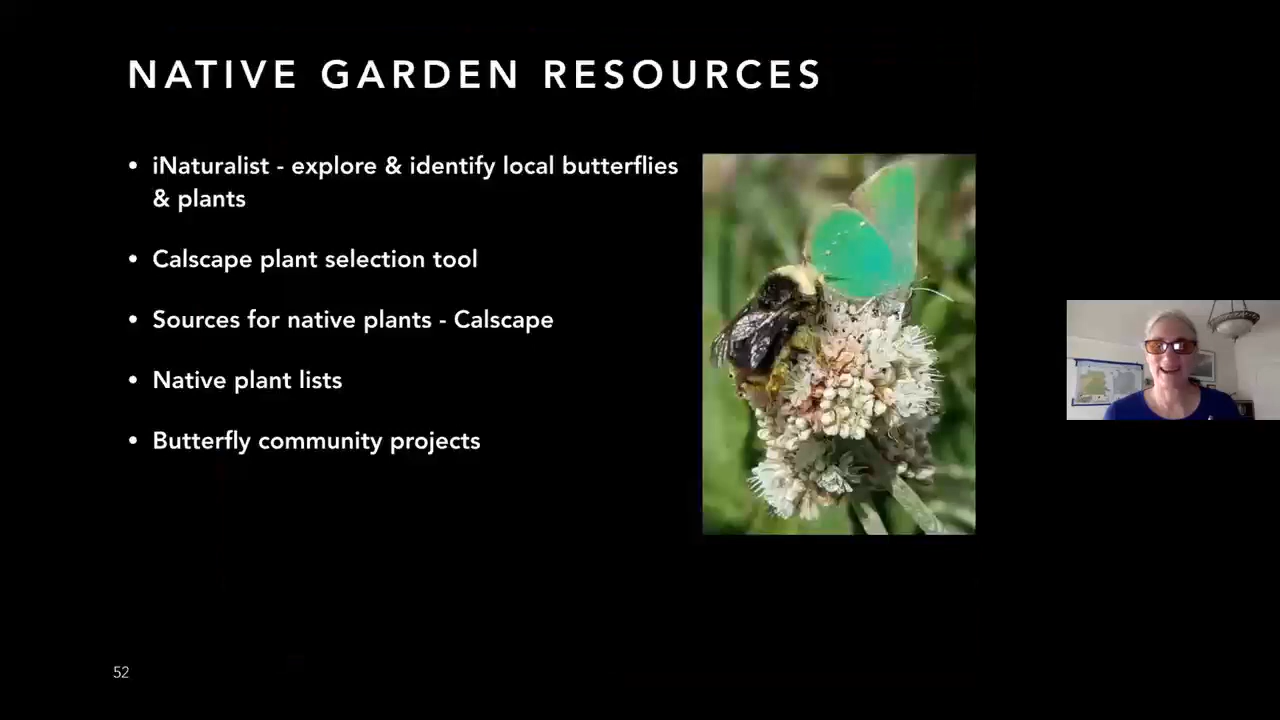 NATIVE GARDEN RESOURCES
• iNaturalist - explore & identify local butterflies
& plants
• Calscape plant selection tool
• Sources for native plants - Calscape
• Native plant lists
• Butterfly community projects
52